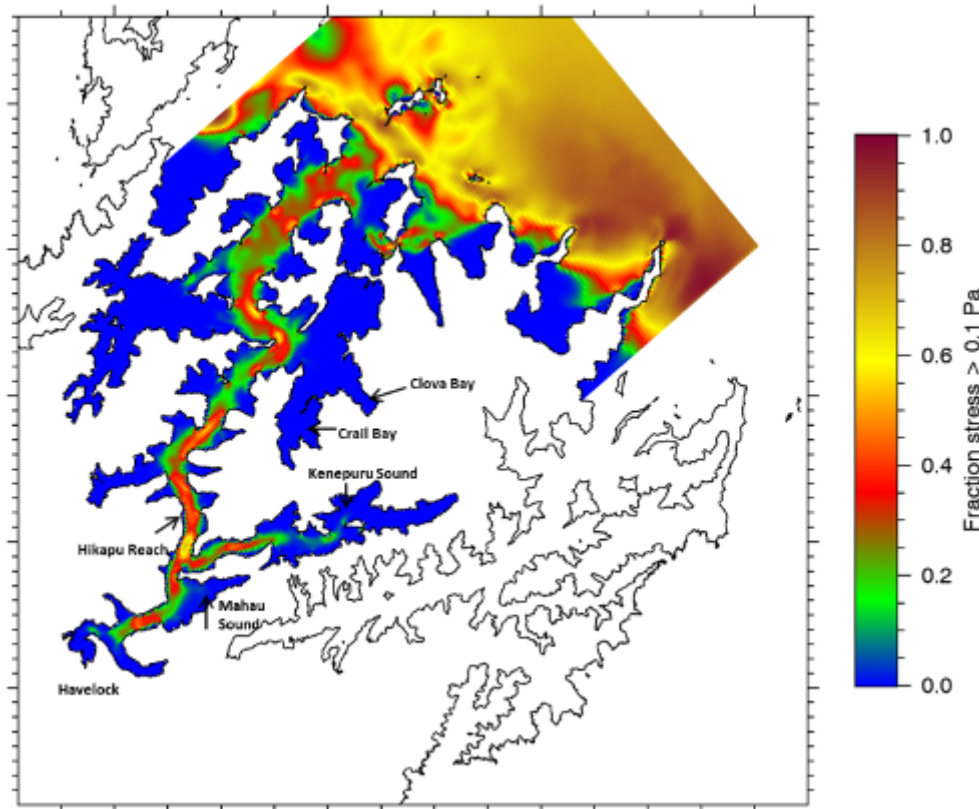 1.0
0.8
0.6
0.4
0.2
0.0
Fraction stress > 0.1 Pa
Clova Bay
Crail Bay
Kenepuru Sound
Hikapu Reach
Mahau
Sound
Havelock